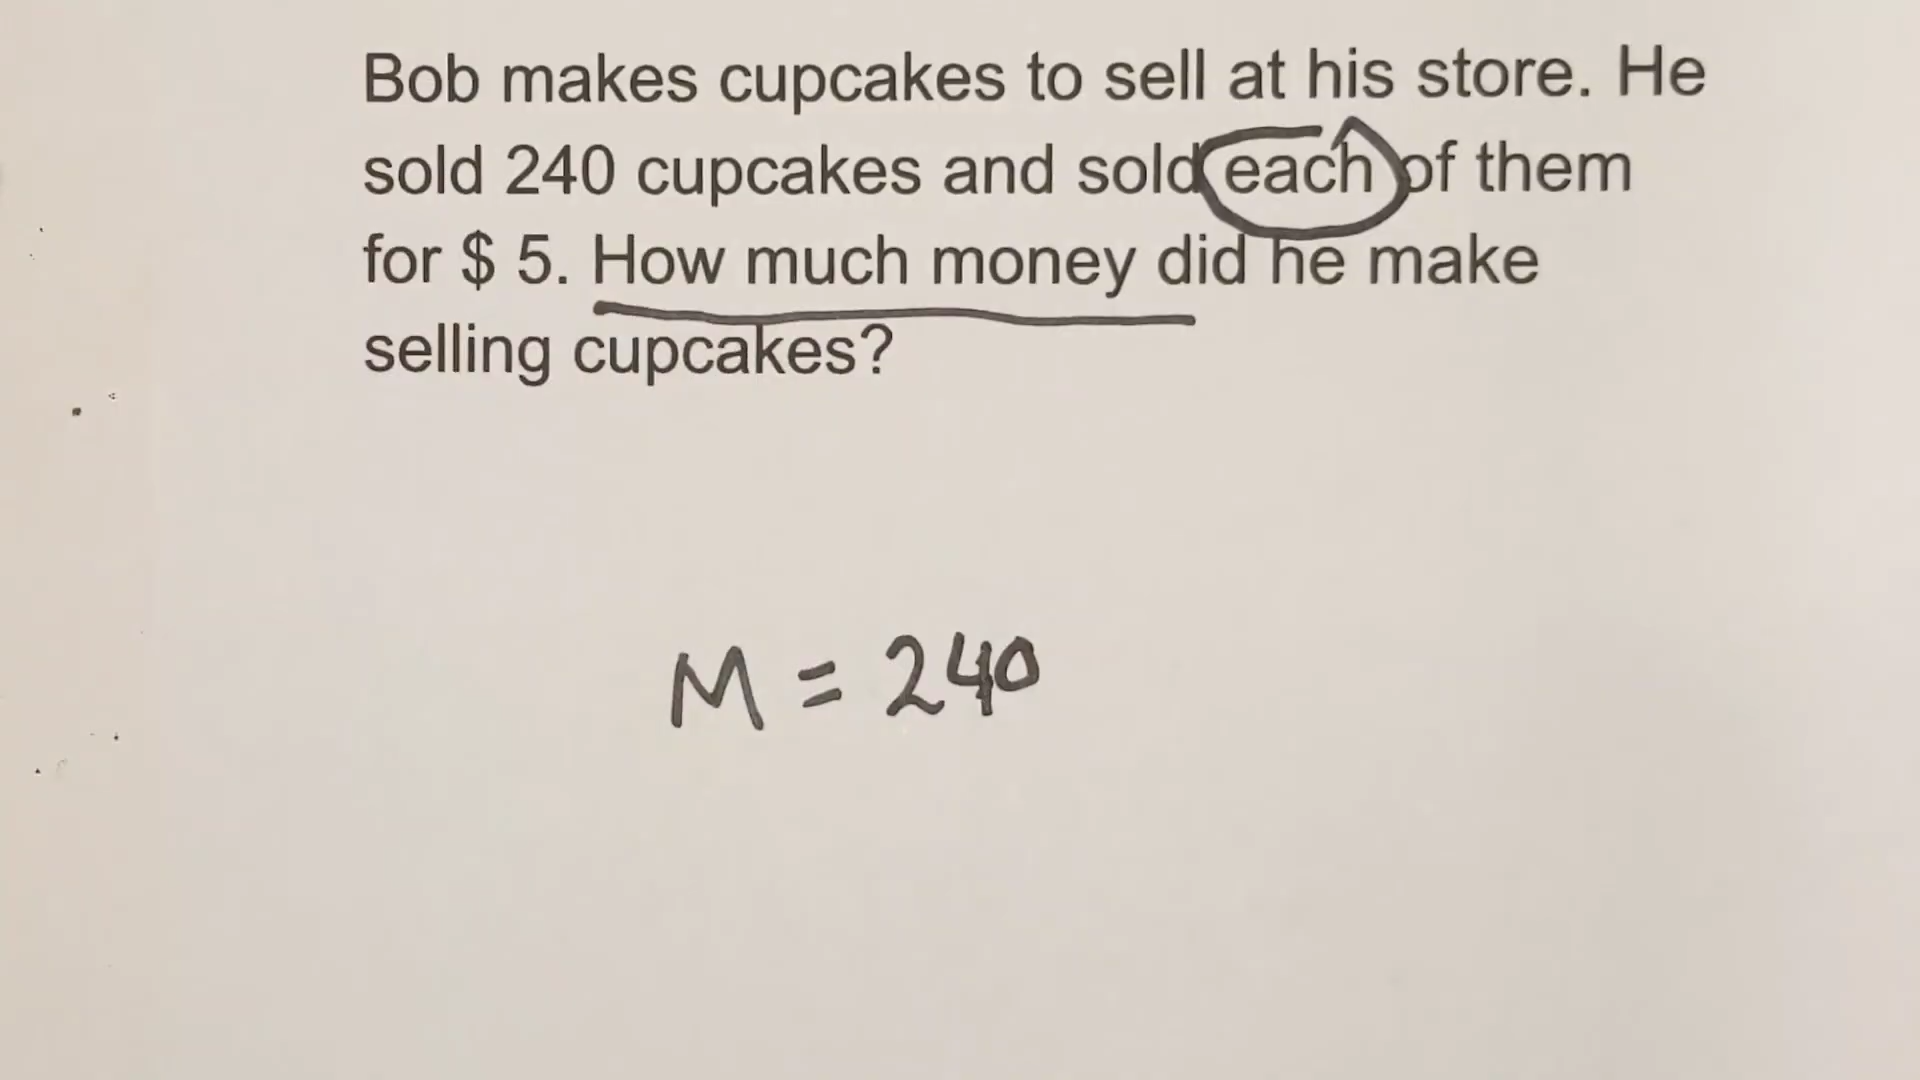 Bob makes cupcakes to sell at his store. He
sold 240 cupcakes and sold each of them
for $ 5. How much money did he make
selling cupcakes?
M = 240